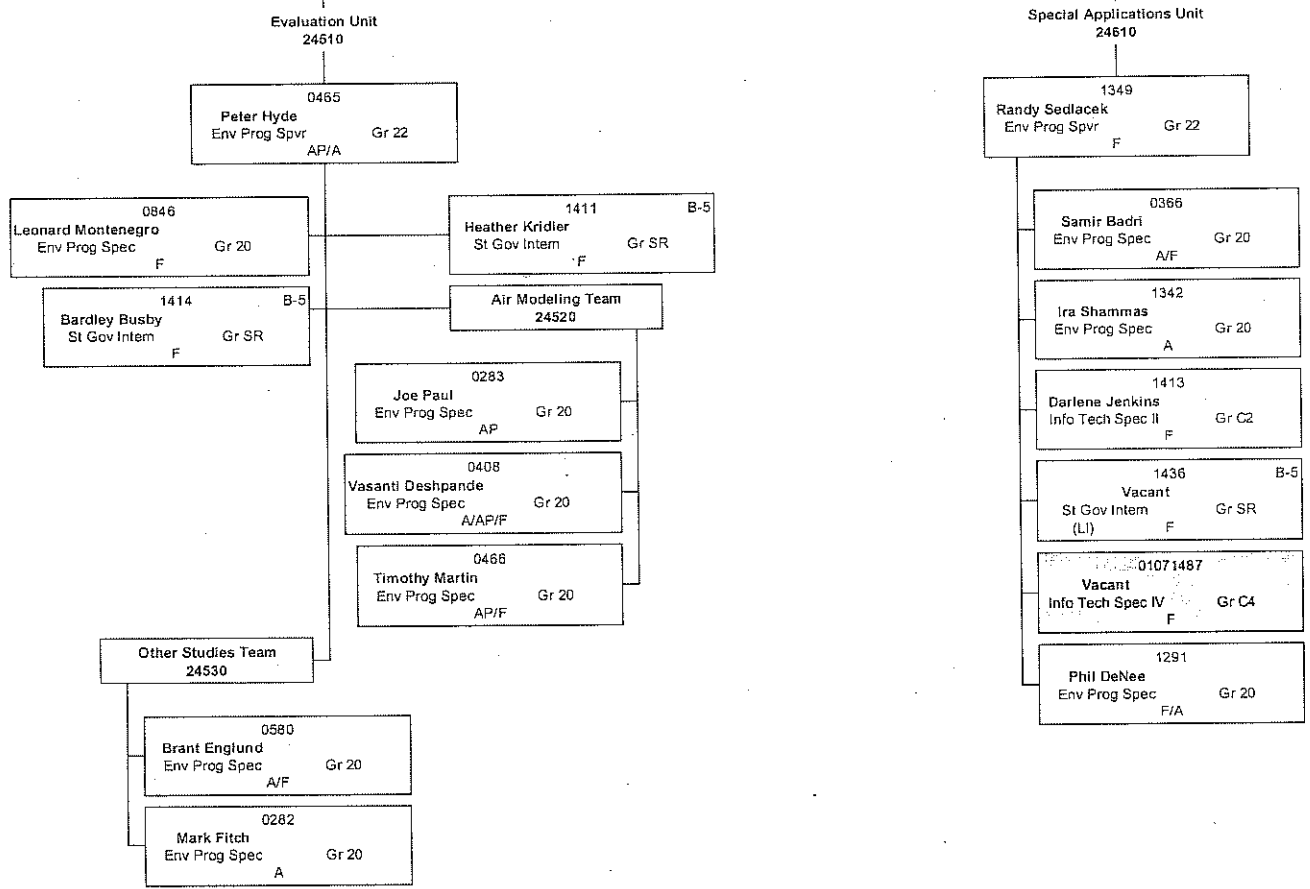 Evaluation Unit
24510
0465
Peter Hyde
Env Prog Spvr Gr 22
AP/A
0846
Leonard Montenegro
Env Prog Spec Gr 20
F
1411 B-5
Heather Kridler
St Gov Intern Gr SR
F
1414 B-5
Bardley Busby
St Gov Intern Gr SR
F
Air Modeling Team
24520
0283
Joe Paul
Env Prog Spec Gr 20
AP
0408
Vasanti Deshpande
Env Prog Spec Gr 20
A/AP/F
0466
Timothy Martin
Env Prog Spec Gr 20
AP/F
Other Studies Team
24530
0580
Brant Englund
Env Prog Spec Gr 20
A/F
0282
Mark Fitch
Env Prog Spec Gr 20
A
Special Applications Unit
24610
1349
Randy Sedlacek
Env Prog Spvr Gr 22
F
0366
Samir Badri
Env Prog Spec Gr 20
A/F
1342
Ira Shammas
Env Prog Spec Gr 20
A
1413
Darlene Jenkins
Info Tech Spec II Gr C2
F
1436 B-5
Vacant
St Gov Intern Gr SR
(LI) F
01071487
Vacant
Info Tech Spec IV Gr C4
F
1291
Phil DeNee
Env Prog Spec Gr 20
F/A